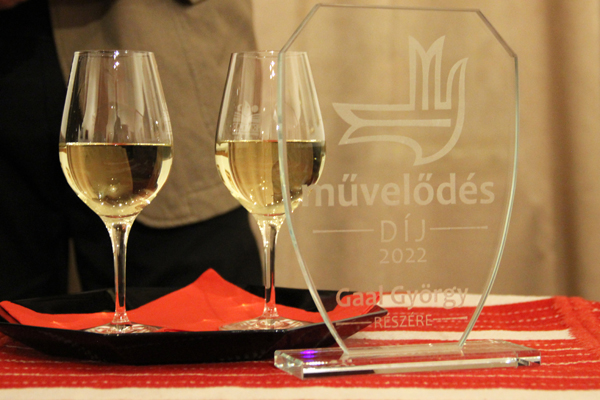 művelődés
DÍJ
2022
Gaal György
RÉSZÉRE